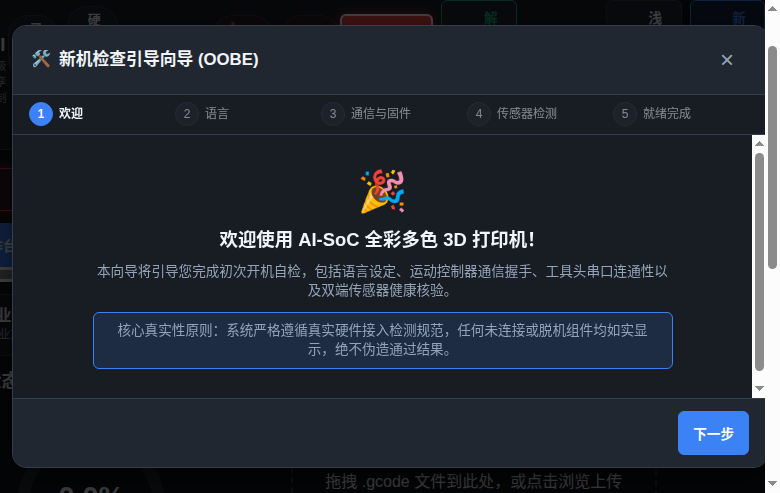 硬
解
浅
新
🛠️ 新机检查引导向导 (OOBE)
×
1 欢迎
2 语言
3 通信与固件
4 传感器检测
5 就绪完成
欢迎使用 AI-SoC 全彩多色 3D 打印机！
本向导将引导您完成初次开机自检，包括语言设定、运动控制器通信握手、工具头串口连通性以
及双端传感器健康核验。
核心真实性原则：系统严格遵循真实硬件接入检测规范，任何未连接或脱机组件均如实显
示，绝不伪造通过结果。
下一步
拖拽 .gcode 文件到此处，或点击浏览上传